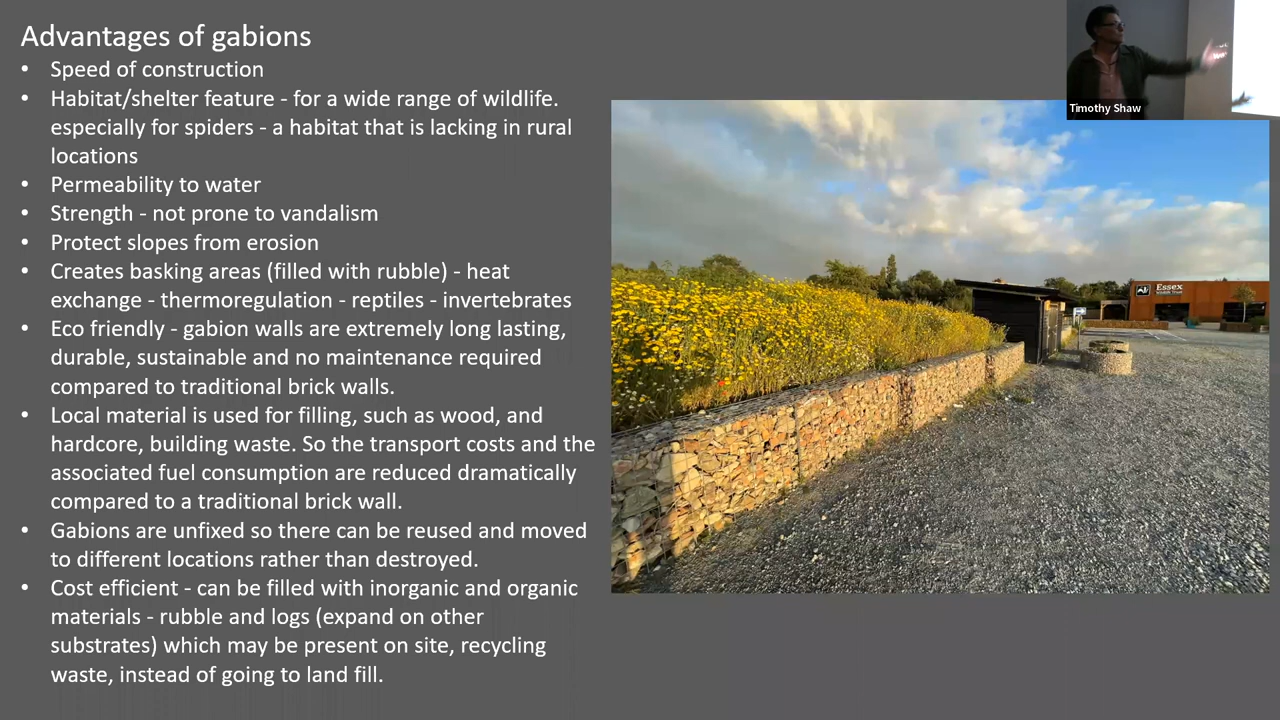 Advantages of gabions
• Speed of construction
• Habitat/shelter feature - for a wide range of wildlife.
especially for spiders - a habitat that is lacking in rural
locations
• Permeability to water
• Strength - not prone to vandalism
• Protect slopes from erosion
• Creates basking areas (filled with rubble) - heat
exchange - thermoregulation - reptiles - invertebrates
• Eco friendly - gabion walls are extremely long lasting,
durable, sustainable and no maintenance required
compared to traditional brick walls.
• Local material is used for filling, such as wood, and
hardcore, building waste. So the transport costs and the
associated fuel consumption are reduced dramatically
compared to a traditional brick wall.
• Gabions are unfixed so there can be reused and moved
to different locations rather than destroyed.
• Cost efficient - can be filled with inorganic and organic
materials - rubble and logs (expand on other
substrates) which may be present on site, recycling
waste, instead of going to land fill.
Timothy Shaw
Essex
Wildlife Trust